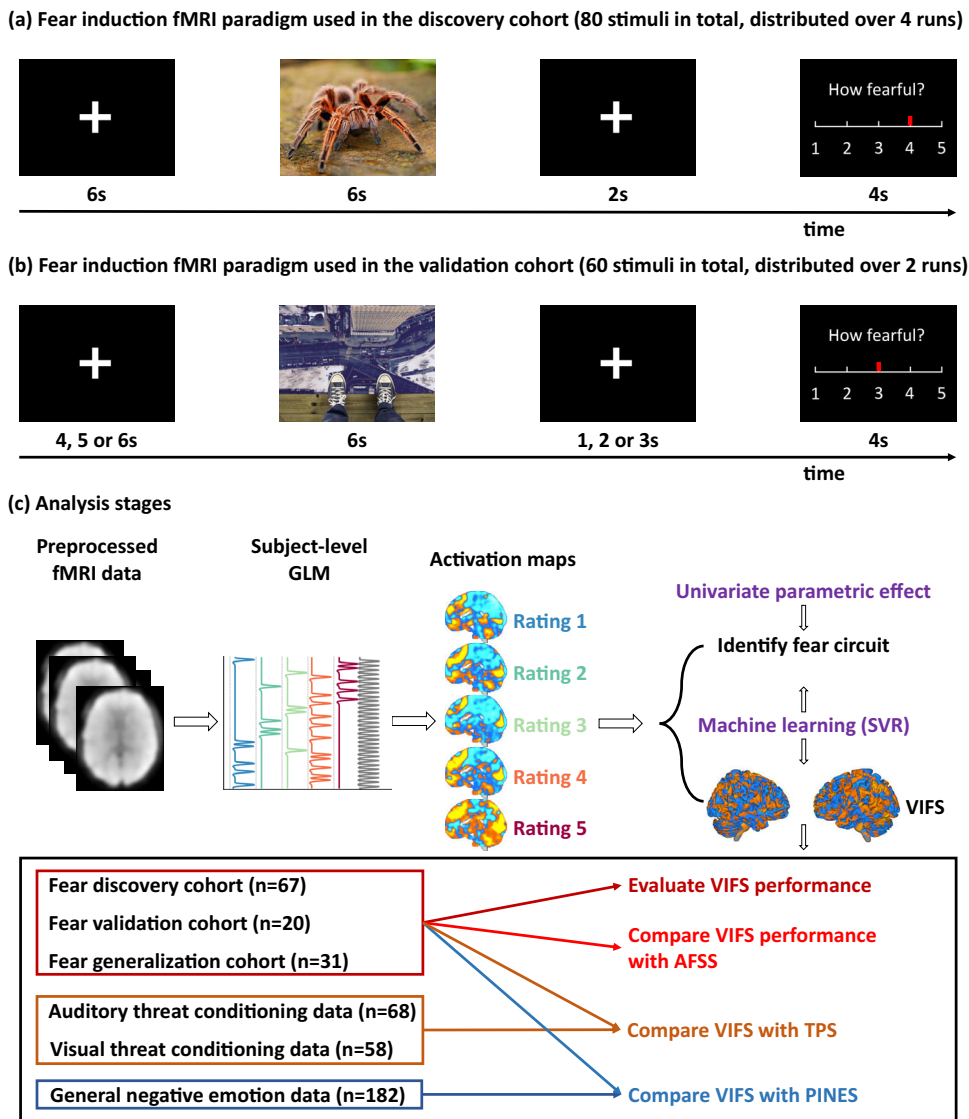 (a) Fear induction fMRI paradigm used in the discovery cohort (80 stimuli in total, distributed over 4 runs)
How fearful?
1 2 3 4 5
6s 6s 2s 4s
time
(b) Fear induction fMRI paradigm used in the validation cohort (60 stimuli in total, distributed over 2 runs)
How fearful?
1 2 3 4 5
4, 5 or 6s 6s 1, 2 or 3s 4s
time
(c) Analysis stages
Preprocessed
fMRI data
Subject-level
GLM
Activation maps
Rating 1
Rating 2
Rating 3
Rating 4
Rating 5
Univariate parametric effect
Identify fear circuit
Machine learning (SVR)
VIFS
Fear discovery cohort (n=67)
Fear validation cohort (n=20)
Fear generalization cohort (n=31)
Auditory threat conditioning data (n=68)
Visual threat conditioning data (n=58)
General negative emotion data (n=182)
Evaluate VIFS performance
Compare VIFS performance
with AFSS
Compare VIFS with TPS
Compare VIFS with PINES